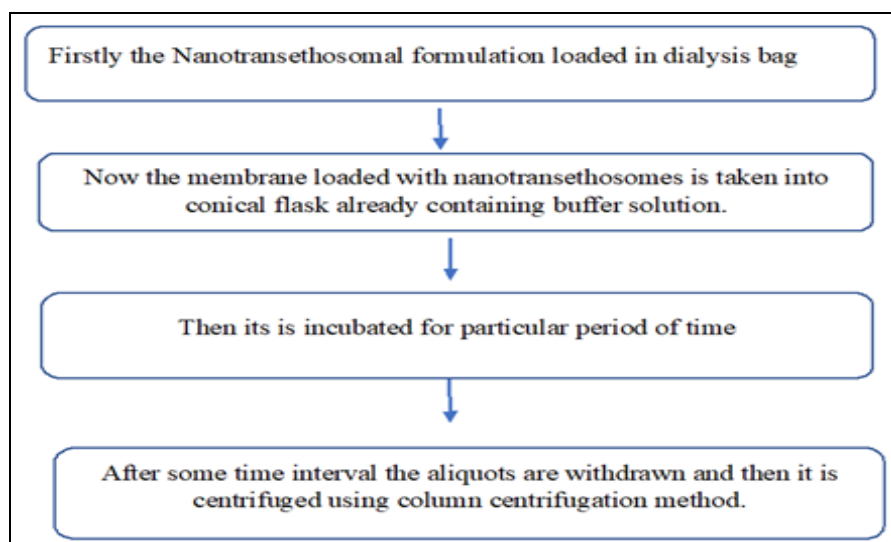 Firstly the Nanotransethosomal formulation loaded in dialysis bag
Now the membrane loaded with nanotransethosomes is taken into
conical flask already containing buffer solution.
Then its is incubated for particular period of time
After some time interval the aliquots are withdrawn and then it is
centrifuged using column centrifugation method.